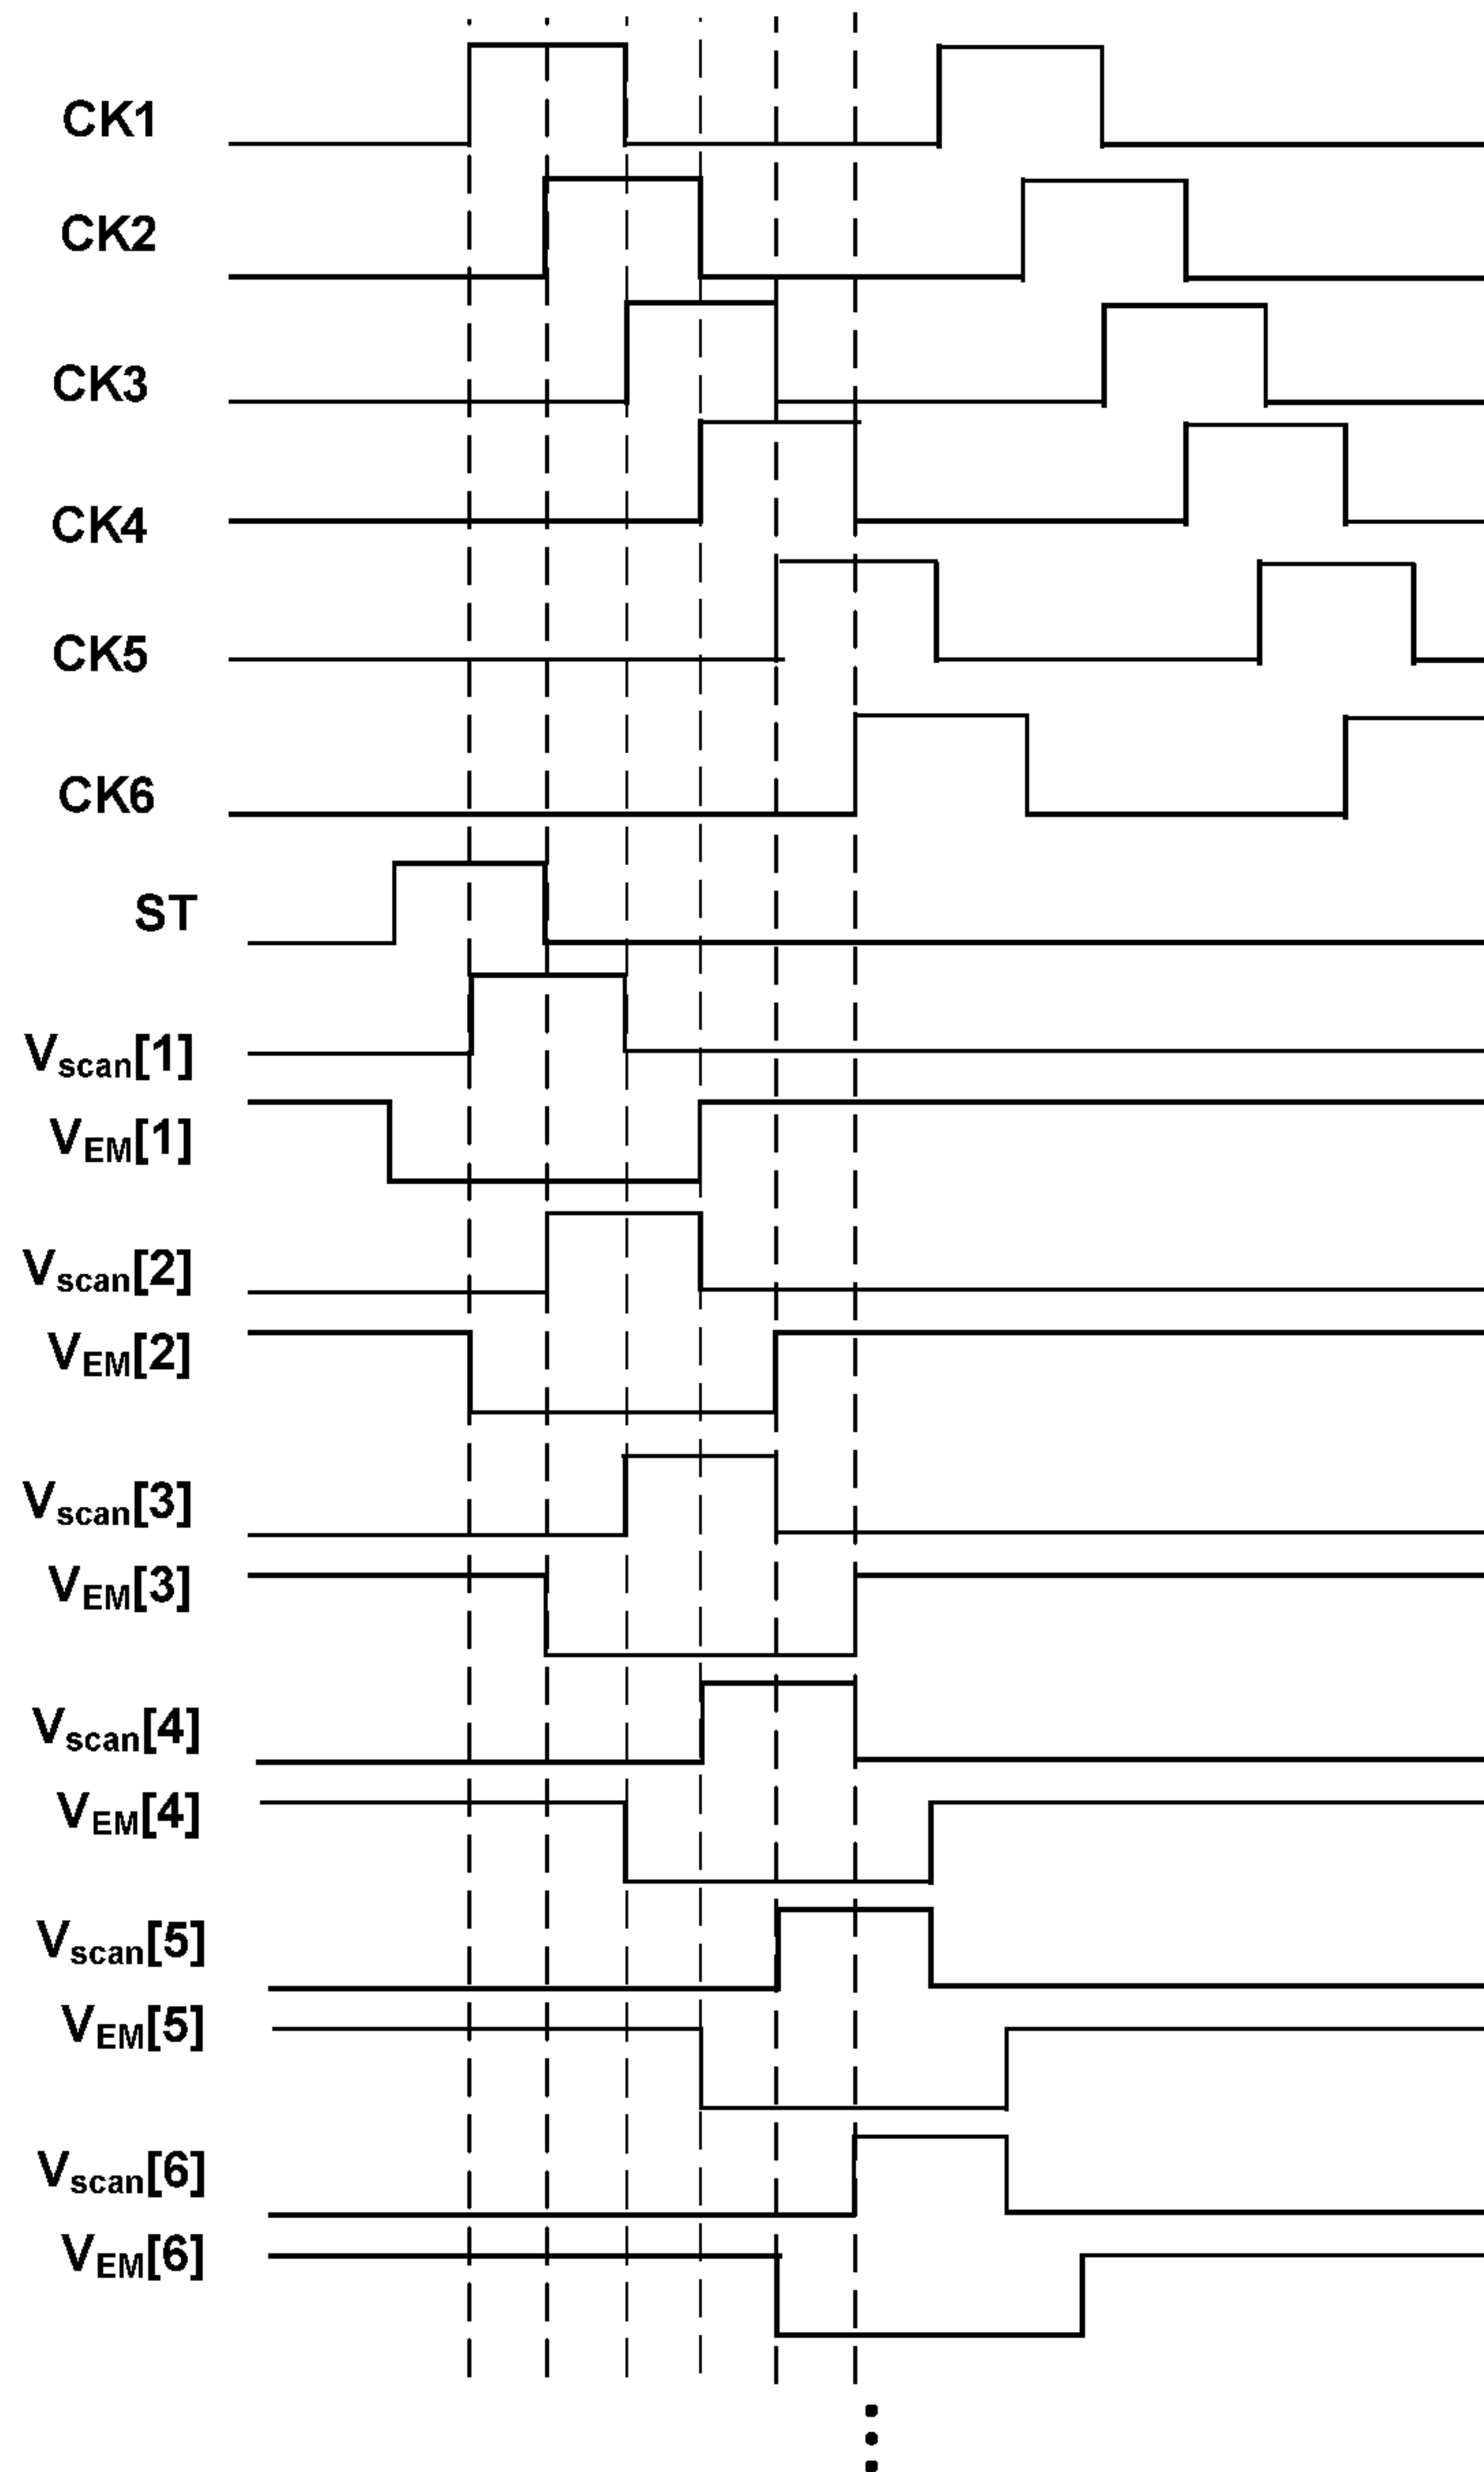 CK1
CK2
CK3
CK4
CK5
CK6
ST
Vscan[1]
VEM[1]
Vscan[2]
VEM[2]
Vscan[3]
VEM[3]
Vscan[4]
VEM[4]
Vscan[5]
VEM[5]
Vscan[6]
VEM[6]